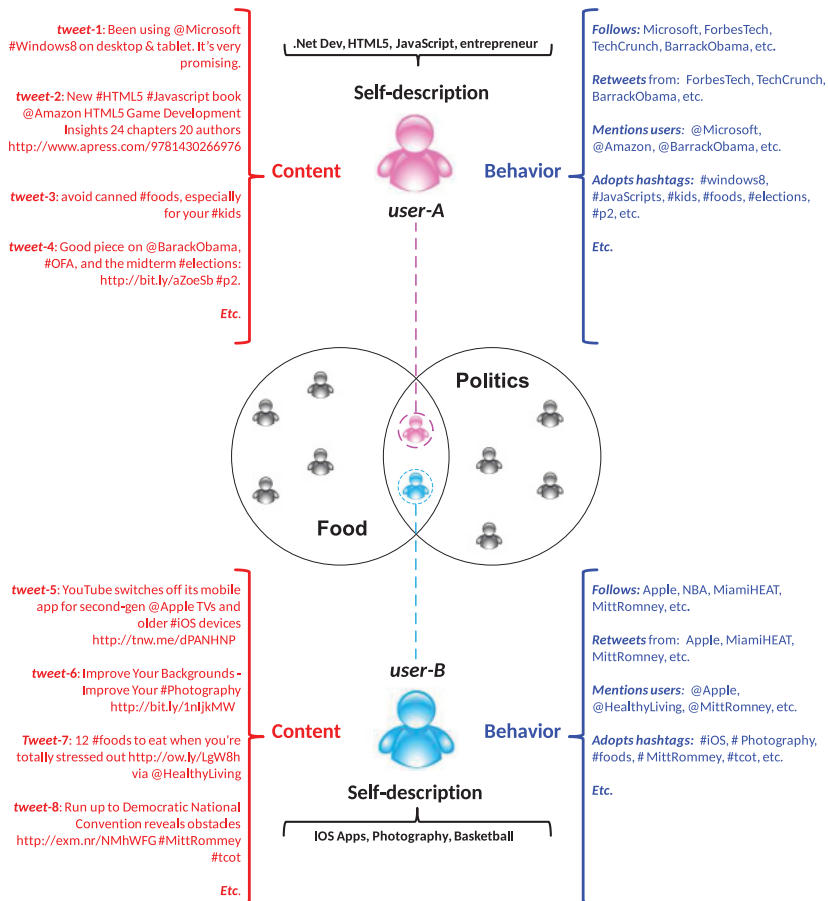 tweet-1: Been using @Microsoft
#Windows8 on desktop & tablet. It's very
promising.
tweet-2: New #HTML5 #Javascript book
@Amazon HTML5 Game Development
Insights 24 chapters 20 authors
http://www.apress.com/9781430266976
tweet-3: avoid canned #foods, especially
for your #kids
tweet-4: Good piece on @BarackObama,
#OFA, and the midterm #elections:
http://bit.ly/aZoeSb #p2.
Etc.
Content
.Net Dev, HTML5, JavaScript, entrepreneur
Self-description
user-A
Behavior
Follows: Microsoft, ForbesTech,
TechCrunch, BarrackObama, etc.
Retweets from: ForbesTech, TechCrunch,
BarrackObama, etc.
Mentions users: @Microsoft,
@Amazon, @BarrackObama, etc.
Adopts hashtags: #windows8,
#JavaScripts, #kids, #foods, #elections,
#p2, etc.
Etc.
Politics
Food
tweet-5: YouTube switches off its mobile
app for second-gen @Apple TVs and
older #iOS devices
http://tnw.me/dPANHNP
tweet-6: Improve Your Backgrounds -
Improve Your #Photography
http://bit.ly/1nIjkMW
Tweet-7: 12 #foods to eat when you're
totally stressed out http://ow.ly/LgW8h
via @HealthyLiving
tweet-8: Run up to Democratic National
Convention reveals obstacles
http://exm.nr/NMhWFG #MittRommey
#tcot
Etc.
Content
user-B
Self-description
IOS Apps, Photography, Basketball
Behavior
Follows: Apple, NBA, MiamiHEAT,
MittRomney, etc.
Retweets from: Apple, MiamiHEAT,
MittRomney, etc.
Mentions users: @Apple,
@HealthyLiving, @MittRomney, etc.
Adopts hashtags: #iOS, # Photography,
#foods, # MittRommey, #tcot, etc.
Etc.